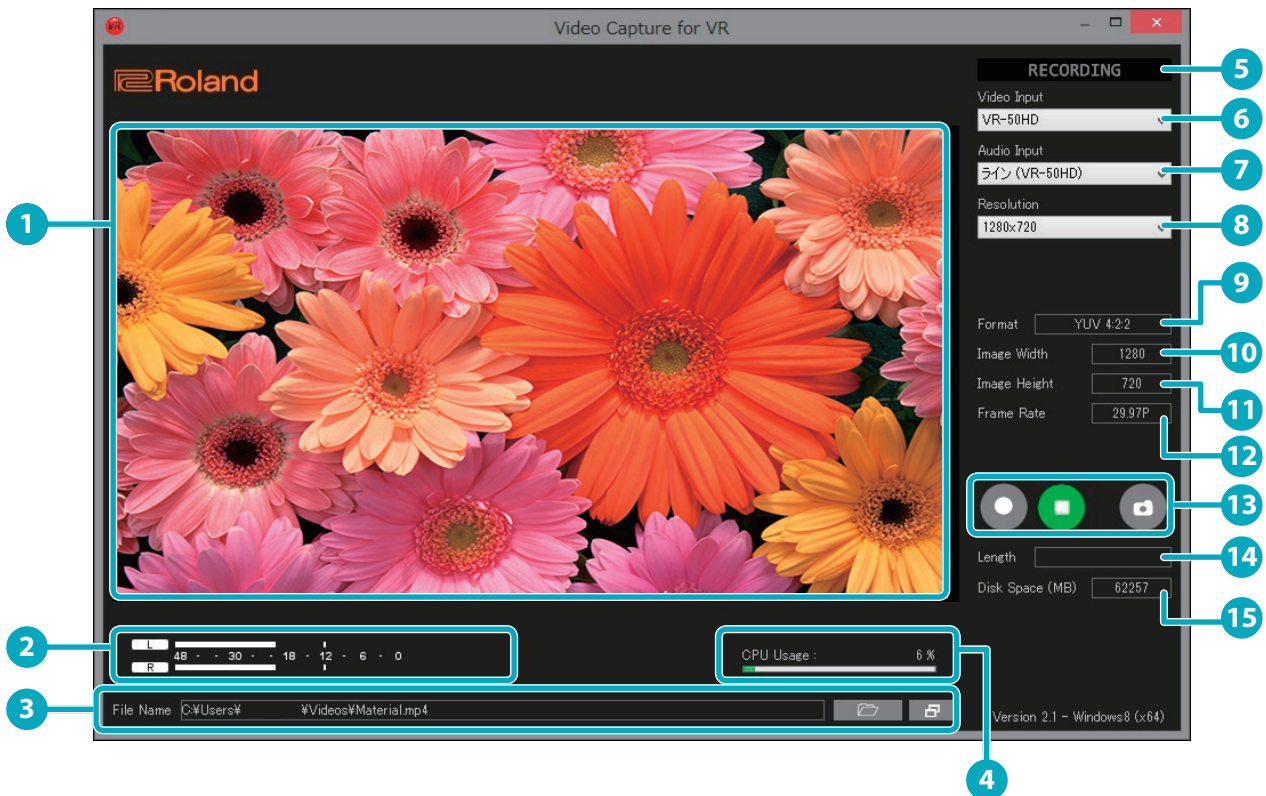 VR Video Capture for VR
Roland
RECORDING
5
Video Input
VR-50HD
6
Audio Input
ライン (VR-50HD)
7
Resolution
1280x720
8
1
9
Format YUV 4:2:2
Image Width 1280
10
Image Height 720
11
Frame Rate 29.97P
12
13
Length
14
Disk Space (MB) 62257
15
2
L
48 · · 30 · · 18 · 12 · 6 · 0
R
CPU Usage : 6 %
3
File Name C:¥Users¥ ¥Videos¥Material.mp4
Version 2.1 - Windows8 (x64)
4